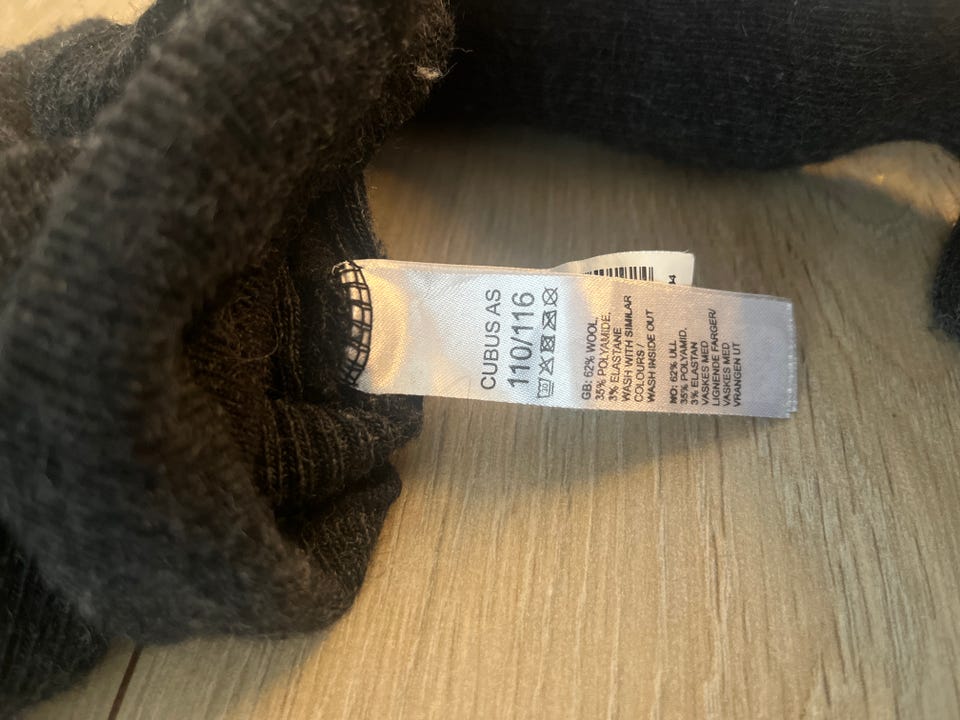 CUBUS AS
110/116
GB: 62% WOOL,
35% POLYAMIDE,
3% ELASTANE
WASH WITH SIMILAR
COLOURS /
WASH INSIDE OUT
NO: 62% ULL
35% POLYAMID,
3% ELASTAN
VASKES MED
LIGNENDE FARGER/
VASKES MED
VRANGEN UT